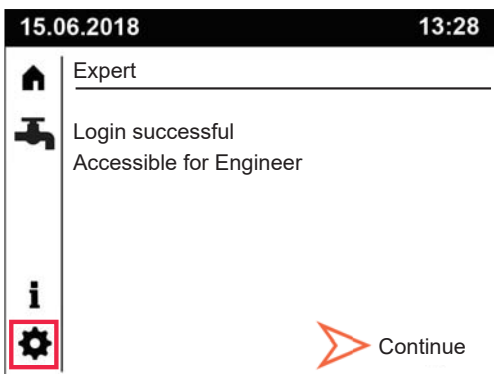 15.06.2018 13:28
Expert
Login successful
Accessible for Engineer
Continue